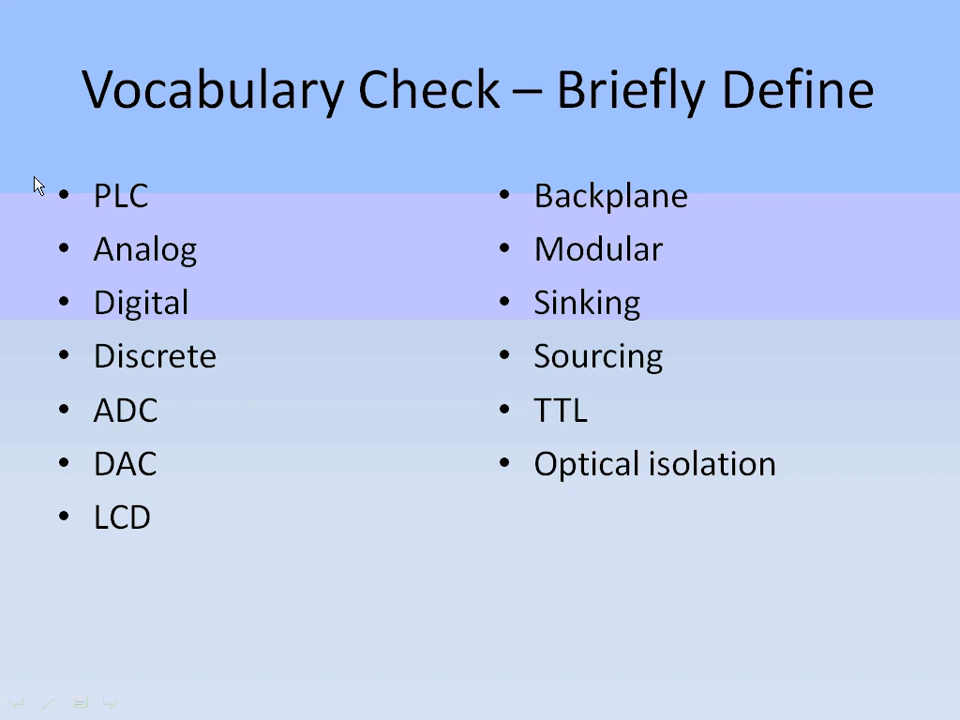 Vocabulary Check – Briefly Define
• PLC
• Analog
• Digital
• Discrete
• ADC
• DAC
• LCD
• Backplane
• Modular
• Sinking
• Sourcing
• TTL
• Optical isolation